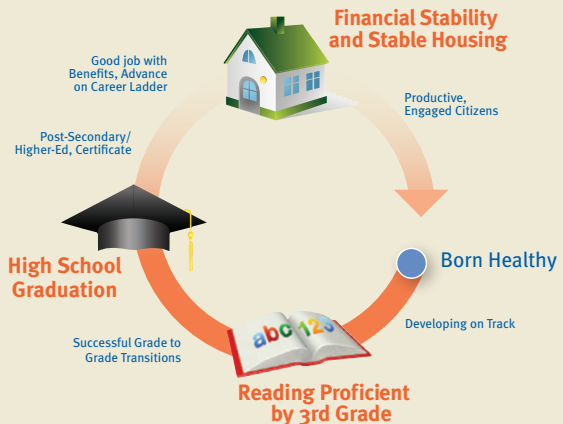 Financial Stability
and Stable Housing
Good job with
Benefits, Advance
on Career Ladder
Productive,
Engaged Citizens
Post-Secondary/
Higher-Ed, Certificate
High School
Graduation
Born Healthy
Successful Grade to
Grade Transitions
abc 123
Developing on Track
Reading Proficient
by 3rd Grade